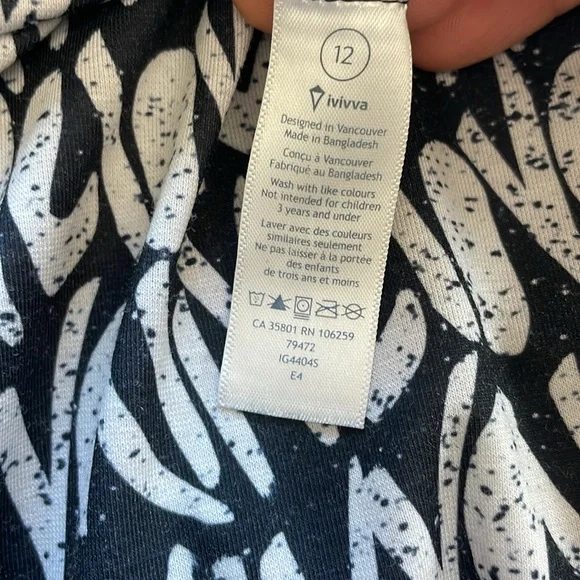 12
ivivva
Designed in Vancouver
Made in Bangladesh
Conçu à Vancouver
Fabriqué au Bangladesh
Wash with like colours
Not intended for children
3 years and under
Laver avec des couleurs
similaires seulement
Ne pas laisser à la portée
des enfants
de trois ans et moins
CA 35801 RN 106259
79472
IG4404S
E4